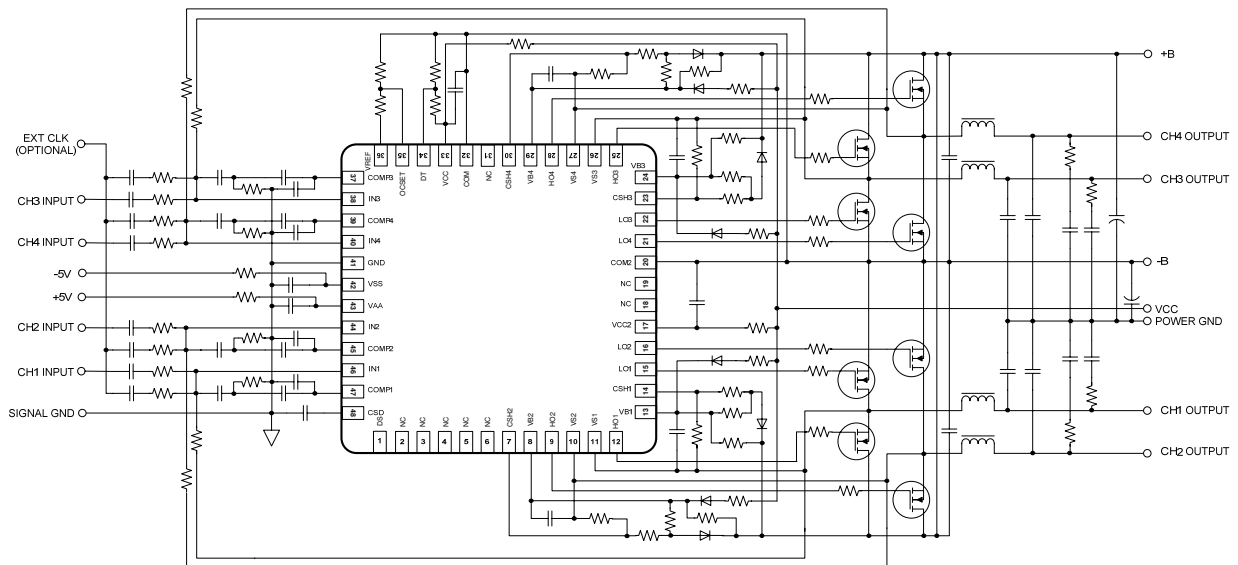 EXT CLK
(OPTIONAL)
CH3 INPUT
CH4 INPUT
-5V
+5V
CH2 INPUT
CH1 INPUT
SIGNAL GND
36 35 34 33 32 31 30 29 28 27 26 25
VREF OCSET DT VCC COM NC CSH4 VB4 HO4 VS4 VS3 HO3
37 COMP3
38 IN3
39 COMP4
40 IN4
41 GND
42 VSS
43 VAA
44 IN2
45 COMP2
46 IN1
47 COMP1
48 CSD
VB3 24
CSH3 23
LO3 22
LO4 21
COM2 20
NC 19
NC 18
VCC2 17
LO2 16
LO1 15
CSH1 14
VB1 13
DS NC NC NC NC NC CSH2 VB2 HO2 VS2 VS1 HO1
1 2 3 4 5 6 7 8 9 10 11 12
+B
CH4 OUTPUT
CH3 OUTPUT
-B
VCC
POWER GND
CH1 OUTPUT
CH2 OUTPUT